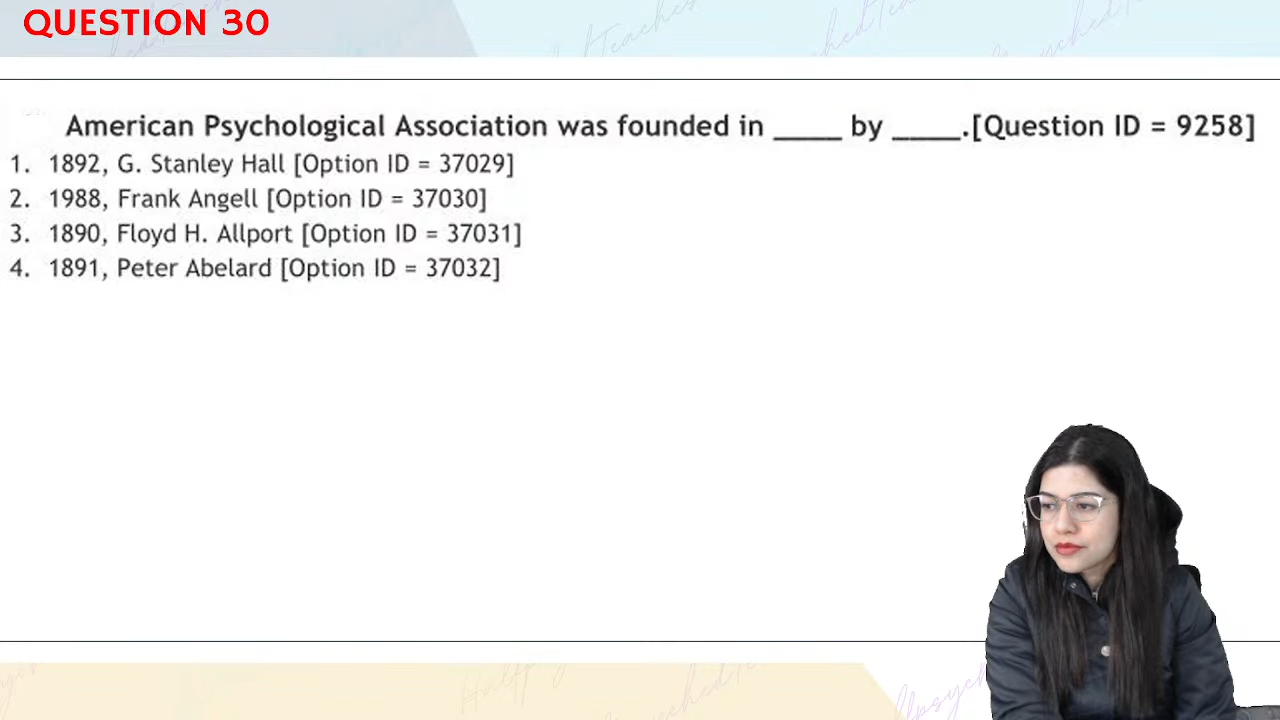 QUESTION 30
American Psychological Association was founded in _____ by _____.[Question ID = 9258]
1. 1892, G. Stanley Hall [Option ID = 37029]
2. 1988, Frank Angell [Option ID = 37030]
3. 1890, Floyd H. Allport [Option ID = 37031]
4. 1891, Peter Abelard [Option ID = 37032]